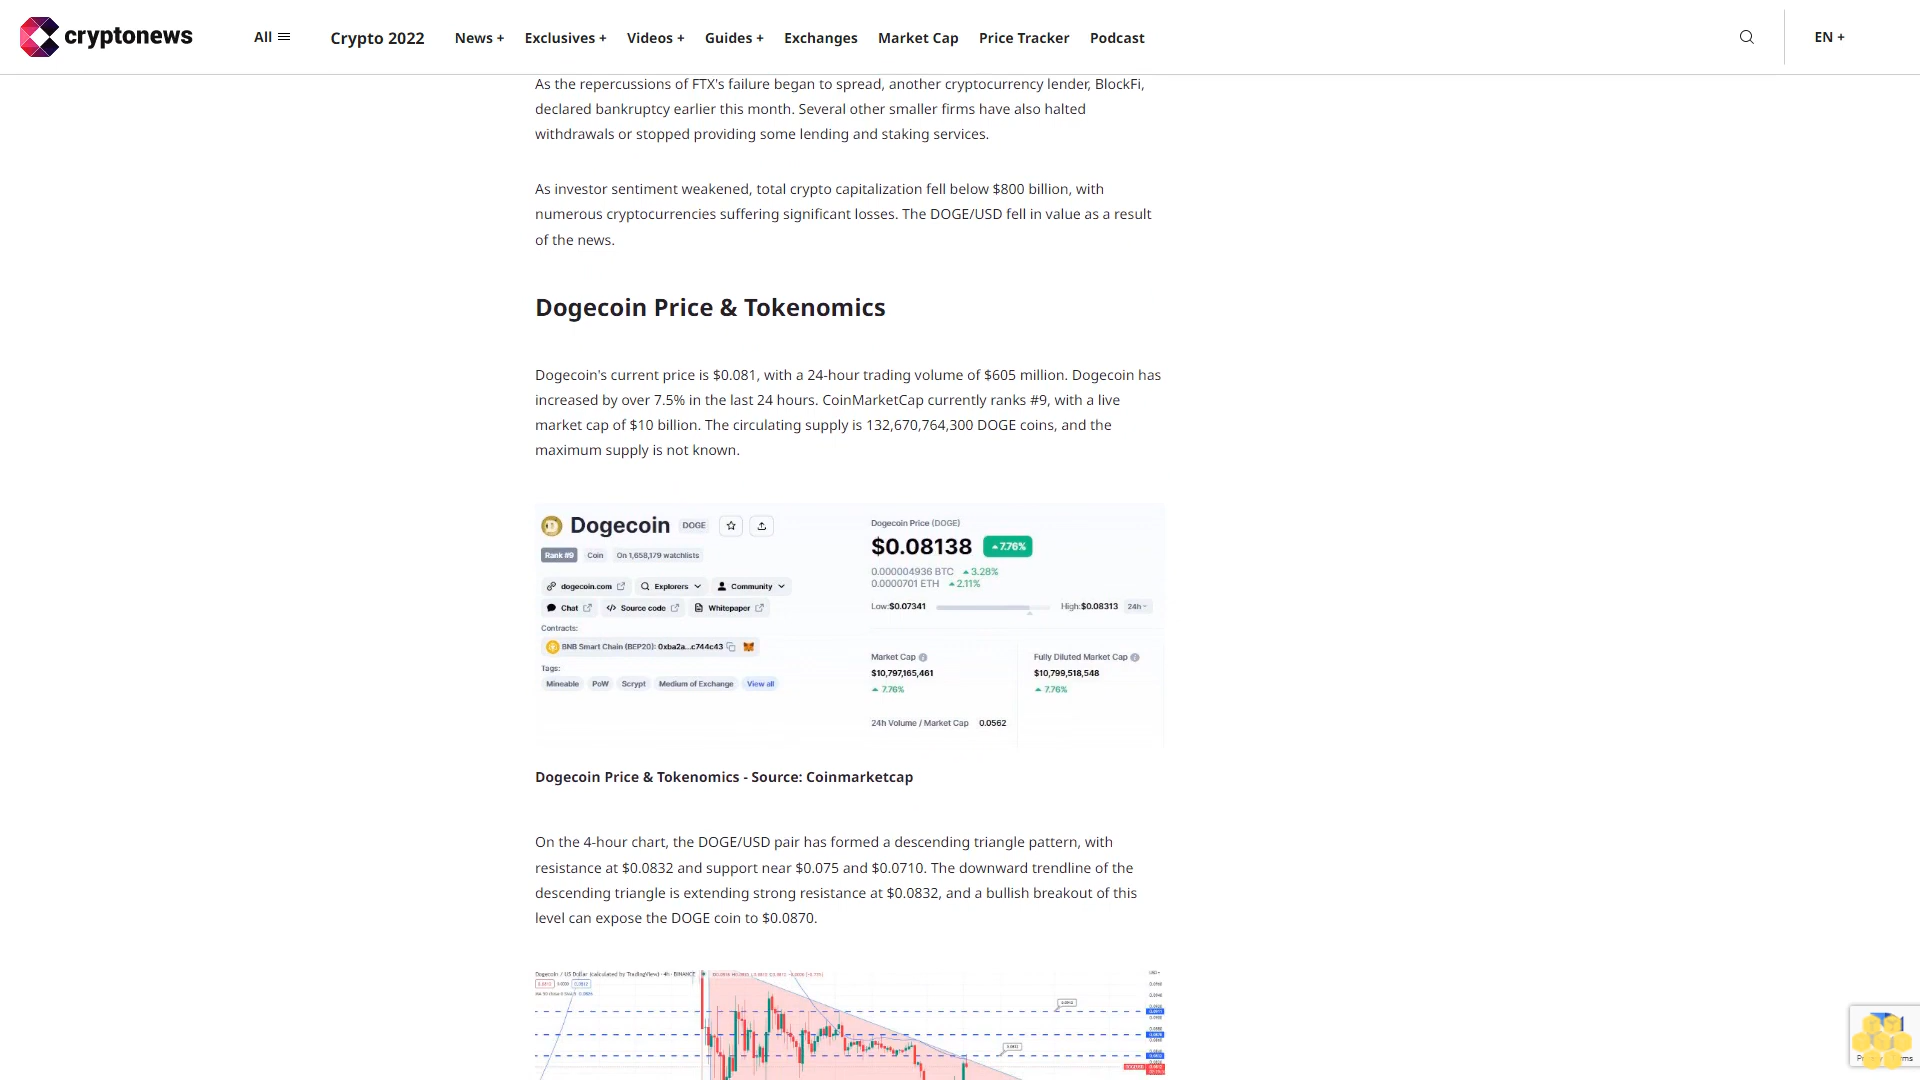 cryptonews
All
Crypto 2022
News +
Exclusives +
Videos +
Guides +
Exchanges
Market Cap
Price Tracker
Podcast
EN +
As the repercussions of FTX's failure began to spread, another cryptocurrency lender, BlockFi,
declared bankruptcy earlier this month. Several other smaller firms have also halted
withdrawals or stopped providing some lending and staking services.
As investor sentiment weakened, total crypto capitalization fell below $800 billion, with
numerous cryptocurrencies suffering significant losses. The DOGE/USD fell in value as a result
of the news.
Dogecoin Price & Tokenomics
Dogecoin's current price is $0.081, with a 24-hour trading volume of $605 million. Dogecoin has
increased by over 7.5% in the last 24 hours. CoinMarketCap currently ranks #9, with a live
market cap of $10 billion. The circulating supply is 132,670,764,300 DOGE coins, and the
maximum supply is not known.
Dogecoin DOGE
Rank #9 Coin On 1,658,179 watchlists
dogecoin.com Explorers Community
Chat Source code Whitepaper
Contracts:
BNB Smart Chain (BEP20): 0xba2a...c744c43
Tags:
Mineable PoW Scrypt Medium of Exchange View all
Dogecoin Price (DOGE)
$0.08138 7.76%
0.000004936 BTC 3.28%
0.0000701 ETH 2.11%
Low:$0.07341 High:$0.08313 24h
Market Cap
$10,797,165,461
7.76%
Fully Diluted Market Cap
$10,799,518,548
7.76%
24h Volume / Market Cap 0.0562
Dogecoin Price & Tokenomics - Source: Coinmarketcap
On the 4-hour chart, the DOGE/USD pair has formed a descending triangle pattern, with
resistance at $0.0832 and support near $0.075 and $0.0710. The downward trendline of the
descending triangle is extending strong resistance at $0.0832, and a bullish breakout of this
level can expose the DOGE coin to $0.0870.
Dogecoin / US Dollar (calculated by TradingView) · 4h · BINANCE